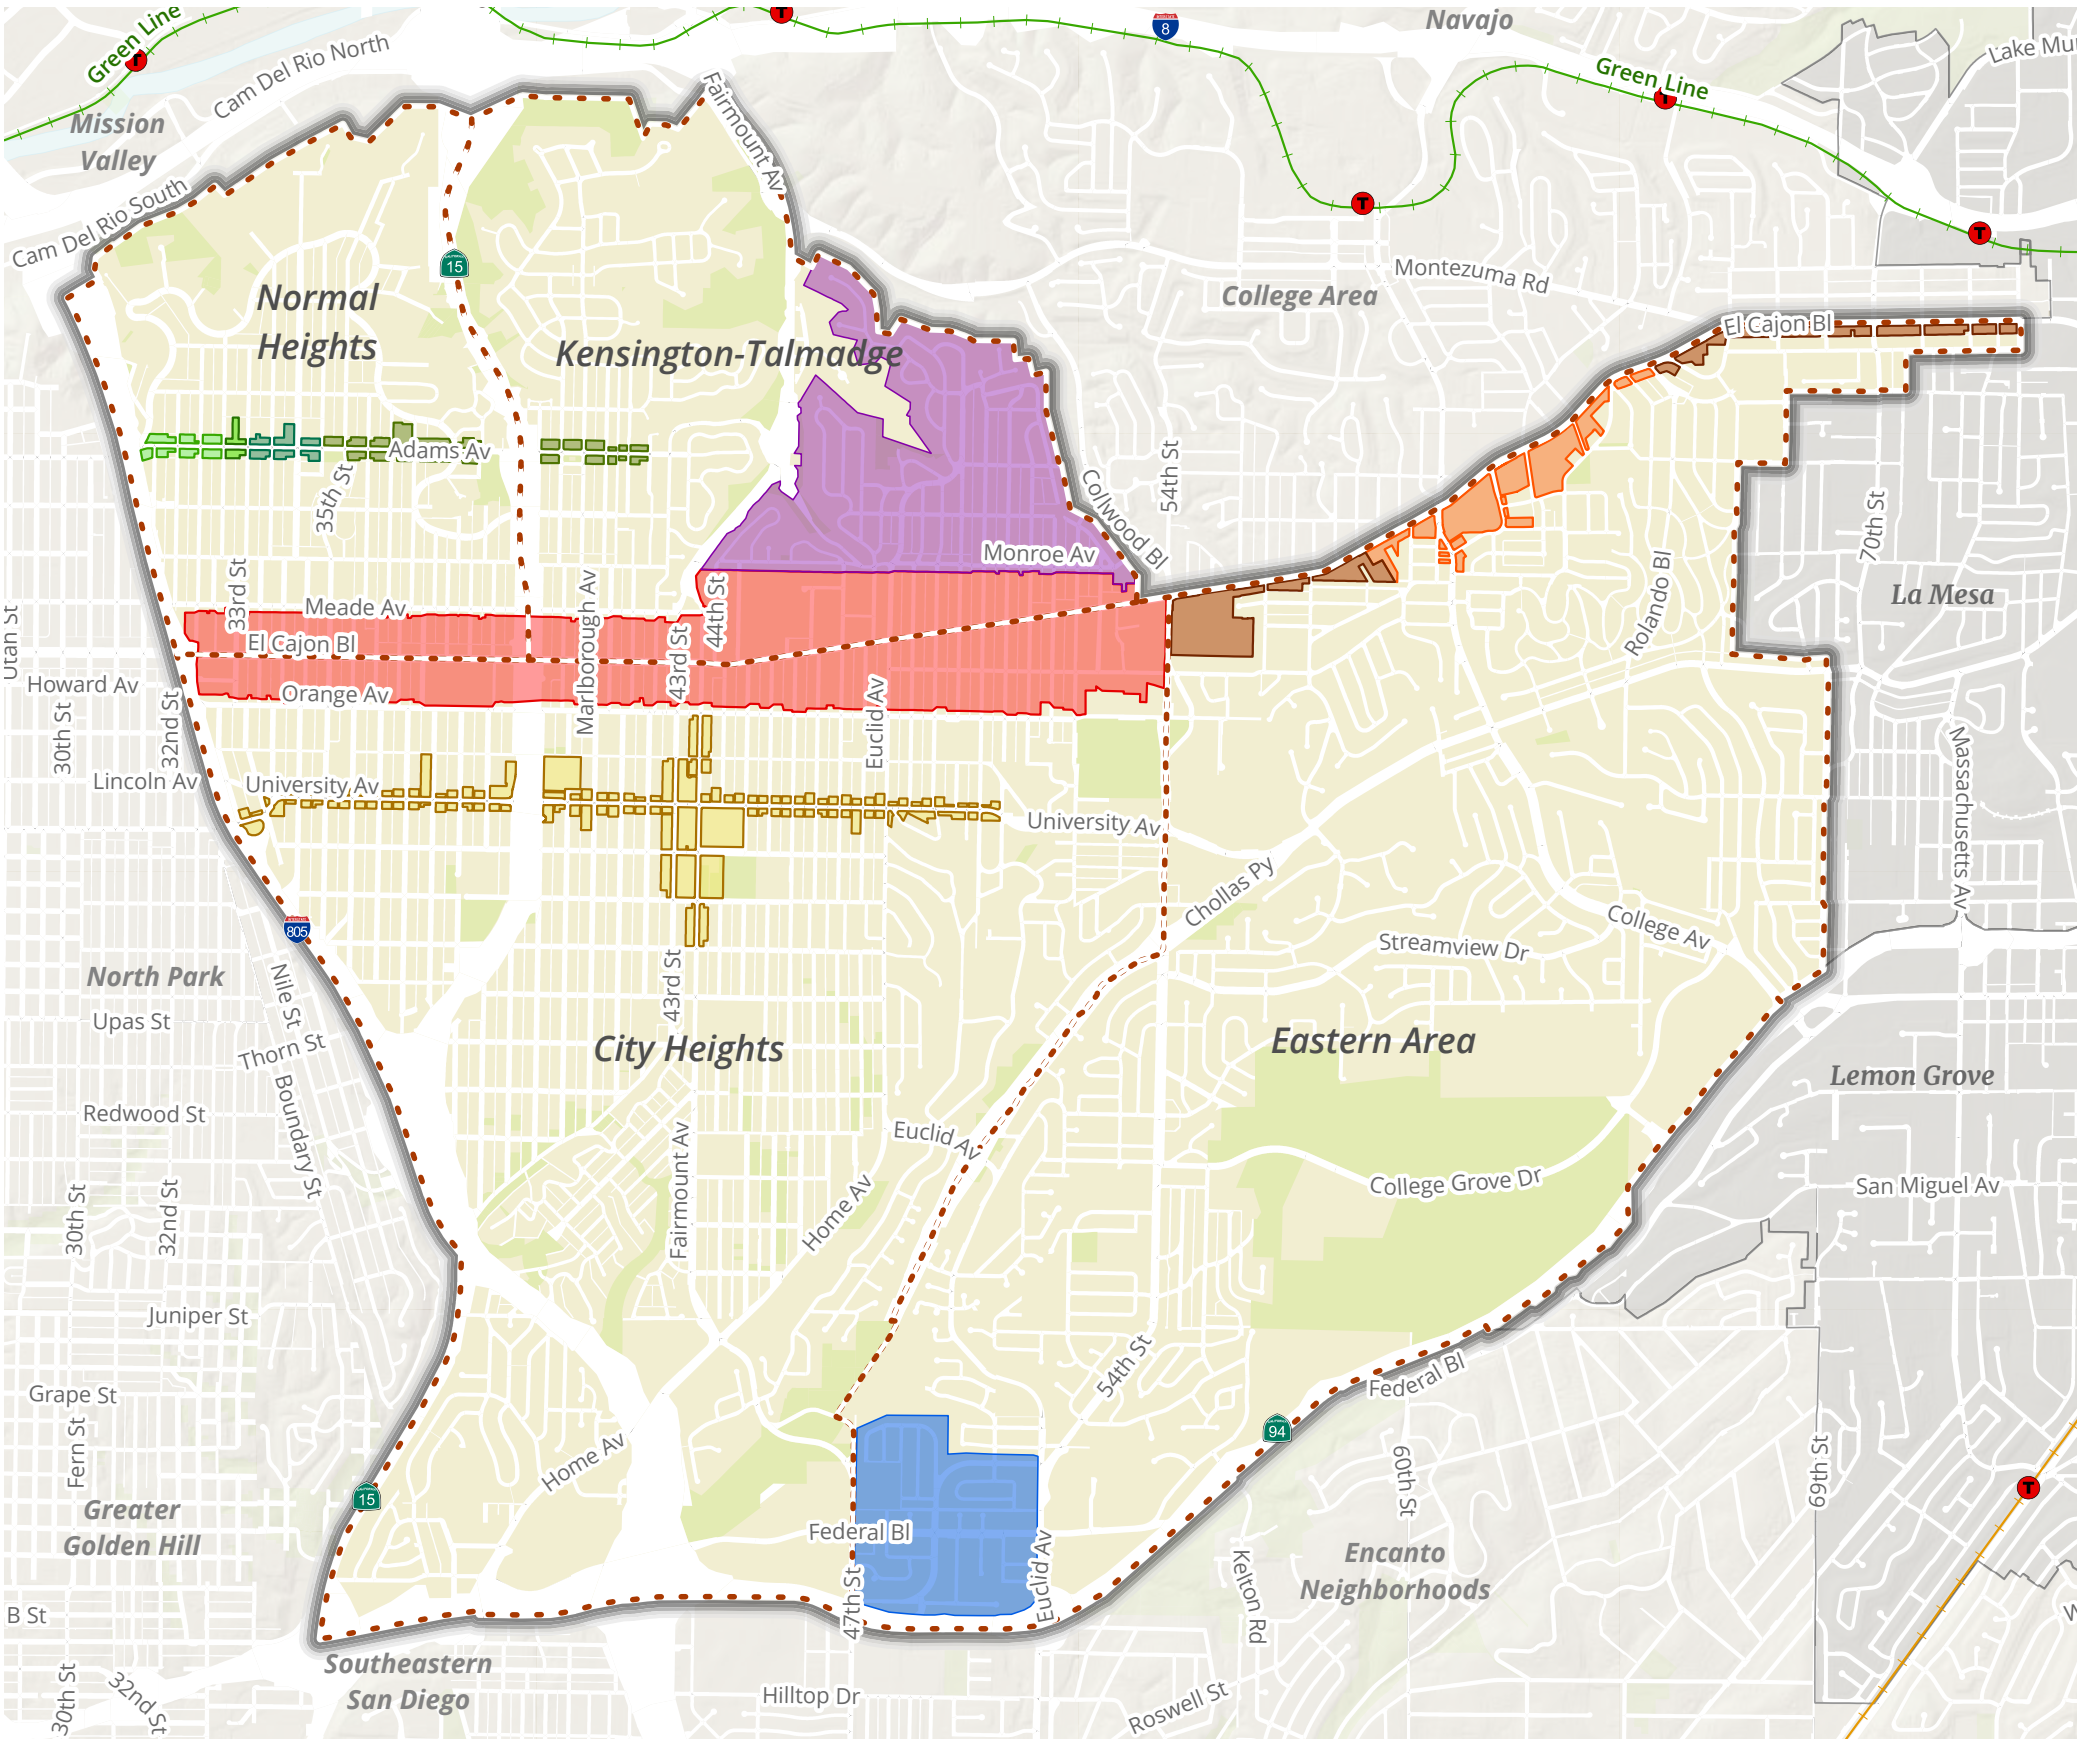 Green Line
T
T
8
Navajo
Lake Mu
Cam Del Rio North
Green Line
T
Mission
Valley
Fairmount Av
Cam Del Rio South
T
T
15
Normal
Heights
Montezuma Rd
College Area
El Cajon Bl
Kensington-Talmadge
Adams Av
35th St
54th St
Collwood Bl
70th St
Monroe Av
33rd St
Meade Av
Marlborough Av
44th St
Rolando Bl
La Mesa
Utah St
El Cajon Bl
43rd St
Howard Av
Orange Av
30th St
32nd St
Euclid Av
Massachusetts Av
Lincoln Av
University Av
University Av
Chollas Py
805
College Av
Streamview Dr
North Park
Nile St
43rd St
Upas St
Thorn St
City Heights
Eastern Area
Boundary St
Lemon Grove
Redwood St
Euclid Av
Fairmount Av
Home Av
College Grove Dr
San Miguel Av
30th St
32nd St
Juniper St
54th St
Federal Bl
Grape St
Fern St
94
Home Av
60th St
69th St
T
15
Greater
Golden Hill
Federal Bl
Euclid Av
Kelton Rd
Encanto
Neighborhoods
47th St
B St
W
Southeastern
San Diego
30th St
32nd St
Hilltop Dr
Roswell St